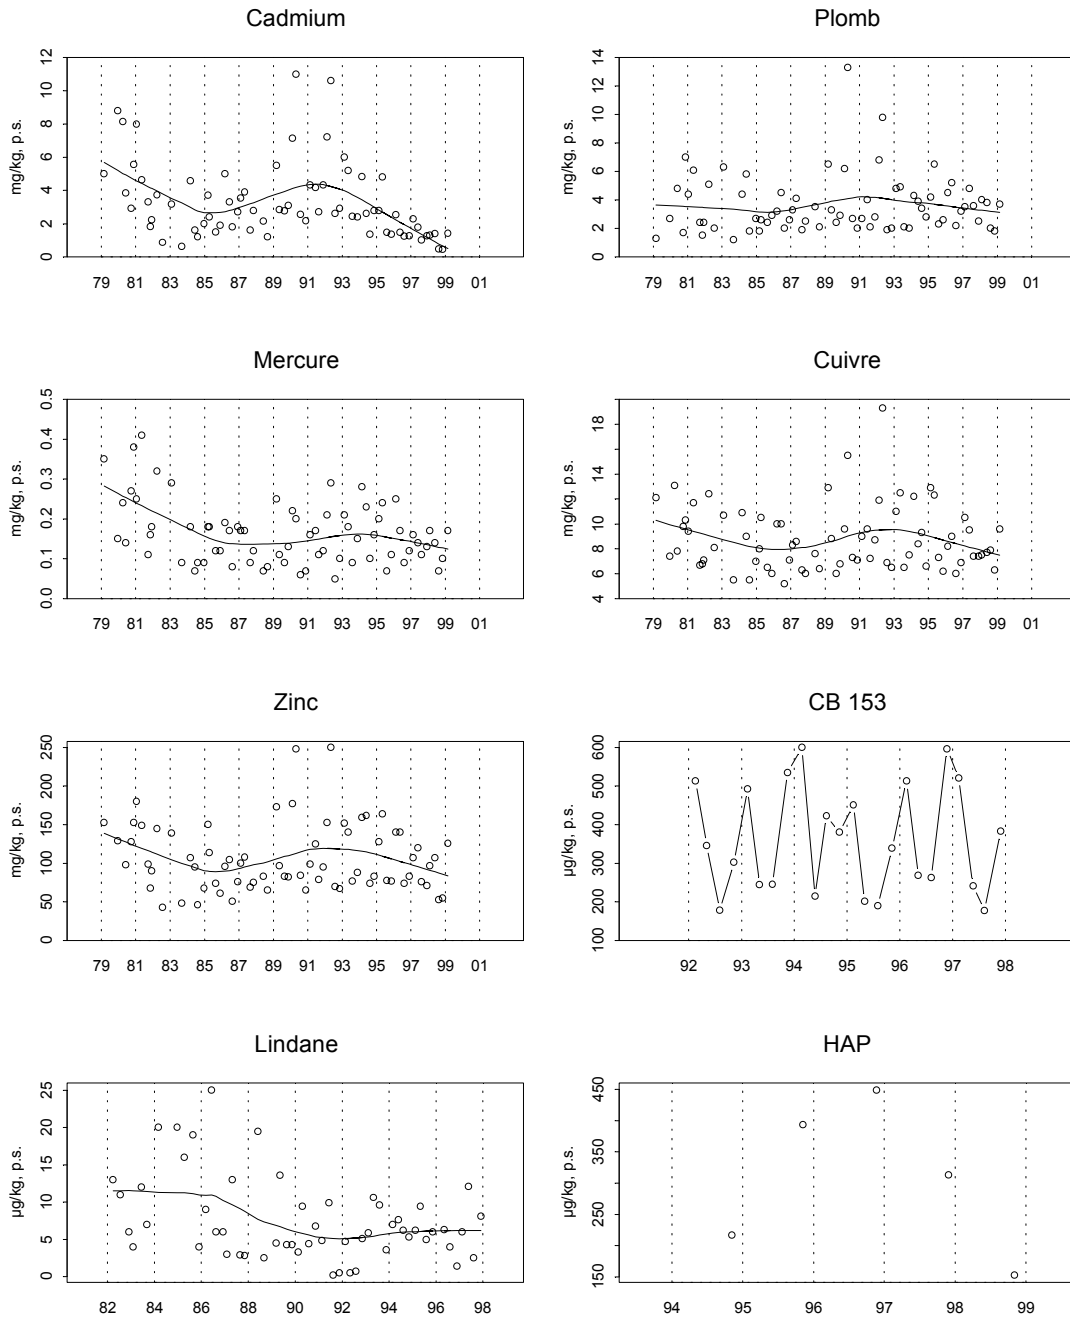 Cadmium Plomb
mg/kg, p.s.
0 2 4 6 8 10 12
79 81 83 85 87 89 91 93 95 97 99 01
mg/kg, p.s.
0 2 4 6 8 10 12 14
79 81 83 85 87 89 91 93 95 97 99 01
Mercure Cuivre
mg/kg, p.s.
0.0 0.1 0.2 0.3 0.4 0.5
79 81 83 85 87 89 91 93 95 97 99 01
mg/kg, p.s.
4 6 8 10 14 18
79 81 83 85 87 89 91 93 95 97 99 01
Zinc CB 153
mg/kg, p.s.
0 50 100 150 200 250
79 81 83 85 87 89 91 93 95 97 99 01
µg/kg, p.s.
100 200 300 400 500 600
92 93 94 95 96 97 98
Lindane HAP
µg/kg, p.s.
0 5 10 15 20 25
82 84 86 88 90 92 94 96 98
µg/kg, p.s.
150 250 350 450
94 95 96 97 98 99